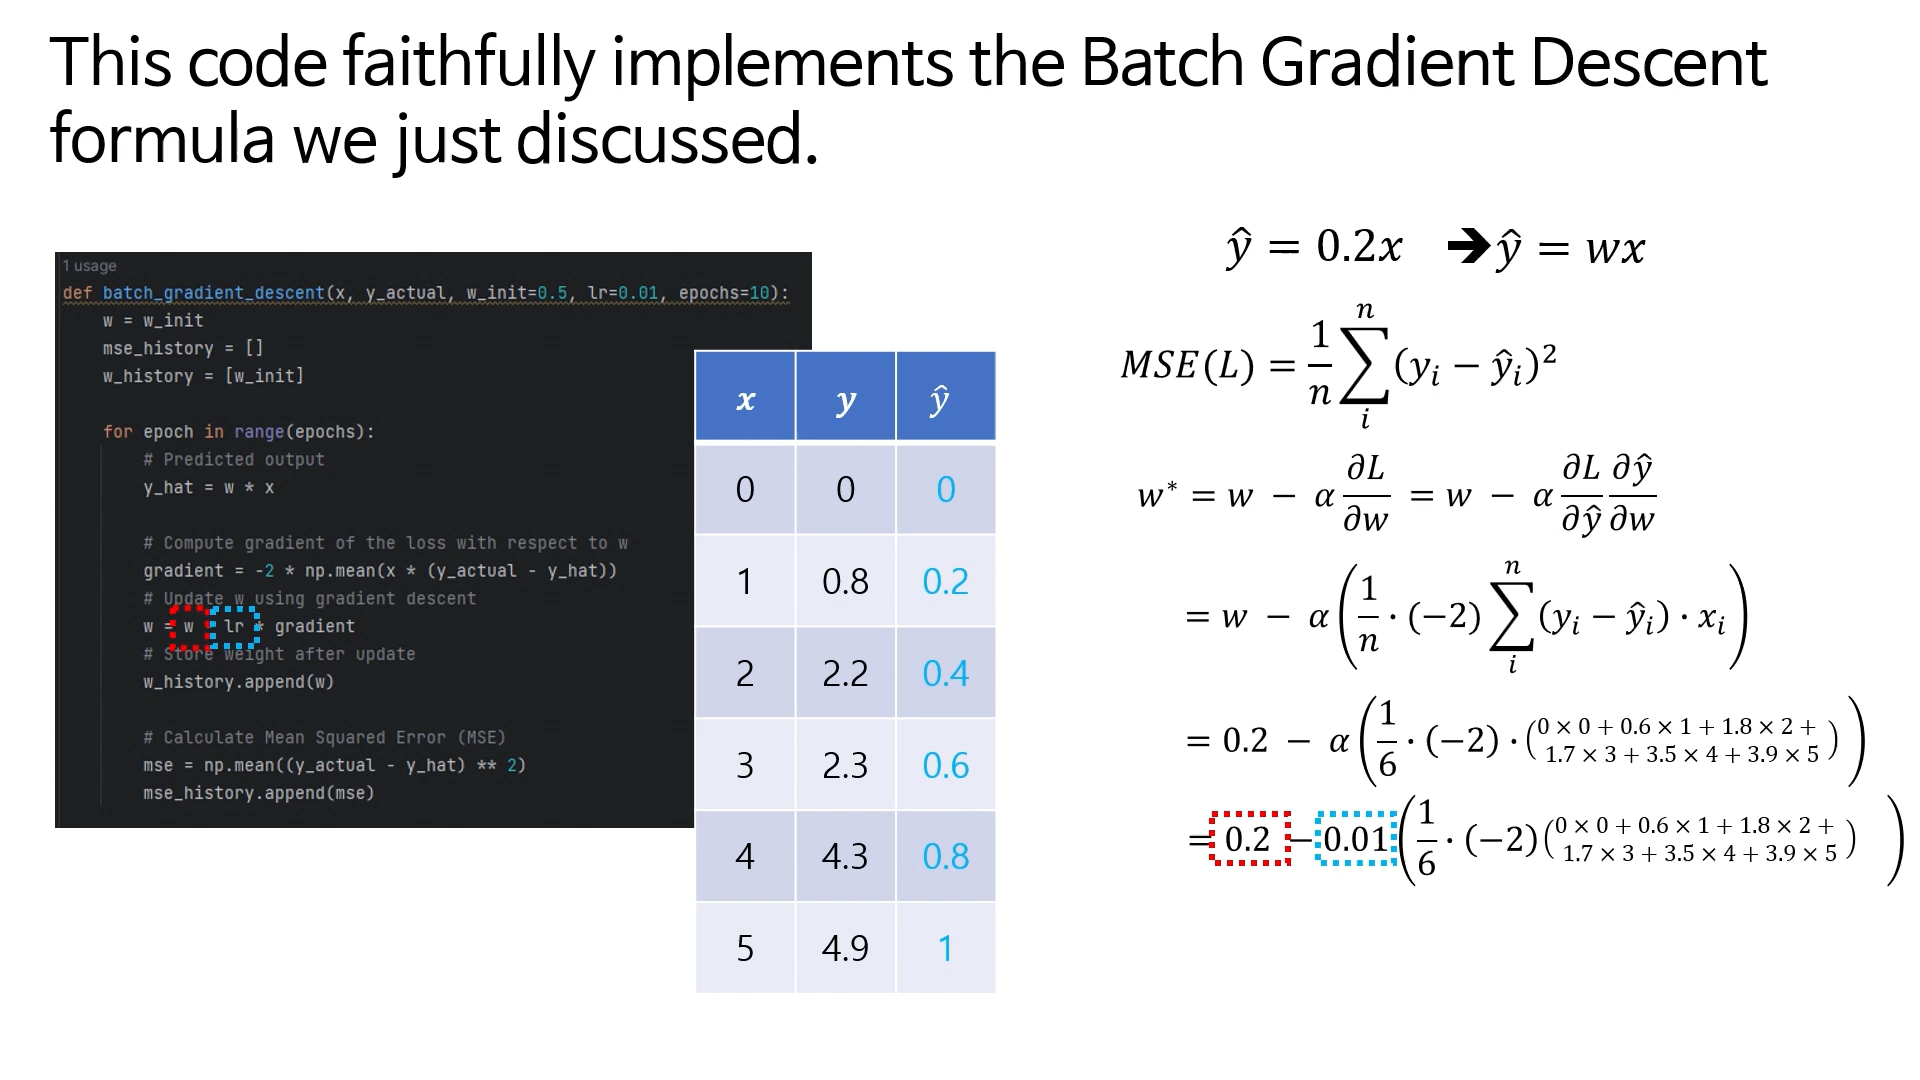 This code faithfully implements the Batch Gradient Descent
formula we just discussed.
1 usage
def batch_gradient_descent(x, y_actual, w_init=0.5, lr=0.01, epochs=10):
w = w_init
mse_history = []
w_history = [w_init]
for epoch in range(epochs):
# Predicted output
y_hat = w * x
# Compute gradient of the loss with respect to w
gradient = -2 * np.mean(x * (y_actual - y_hat))
# Update w using gradient descent
w = w lr * gradient
# Store weight after update
w_history.append(w)
# Calculate Mean Squared Error (MSE)
mse = np.mean((y_actual - y_hat) ** 2)
mse_history.append(mse)
x y ŷ
0 0 0
1 0.8 0.2
2 2.2 0.4
3 2.3 0.6
4 4.3 0.8
5 4.9 1
ŷ = 0.2x ➔ ŷ = wx
MSE(L) = 1/n ∑_i^n (y_i − ŷ_i)²
w* = w − α ∂L/∂w = w − α ∂L/∂ŷ ∂ŷ/∂w
= w − α (1/n · (−2) ∑_i^n (y_i − ŷ_i) · x_i)
= 0.2 − α (1/6 · (−2) · (0 × 0 + 0.6 × 1 + 1.8 × 2 +
1.7 × 3 + 3.5 × 4 + 3.9 × 5))
= 0.2 − 0.01 (1/6 · (−2) (0 × 0 + 0.6 × 1 + 1.8 × 2 +
1.7 × 3 + 3.5 × 4 + 3.9 × 5))